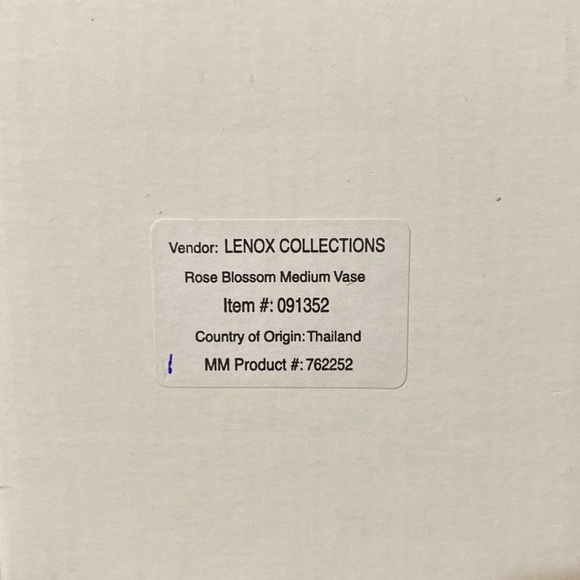 Vendor: LENOX COLLECTIONS
Rose Blossom Medium Vase
Item #: 091352
Country of Origin: Thailand
MM Product #: 762252